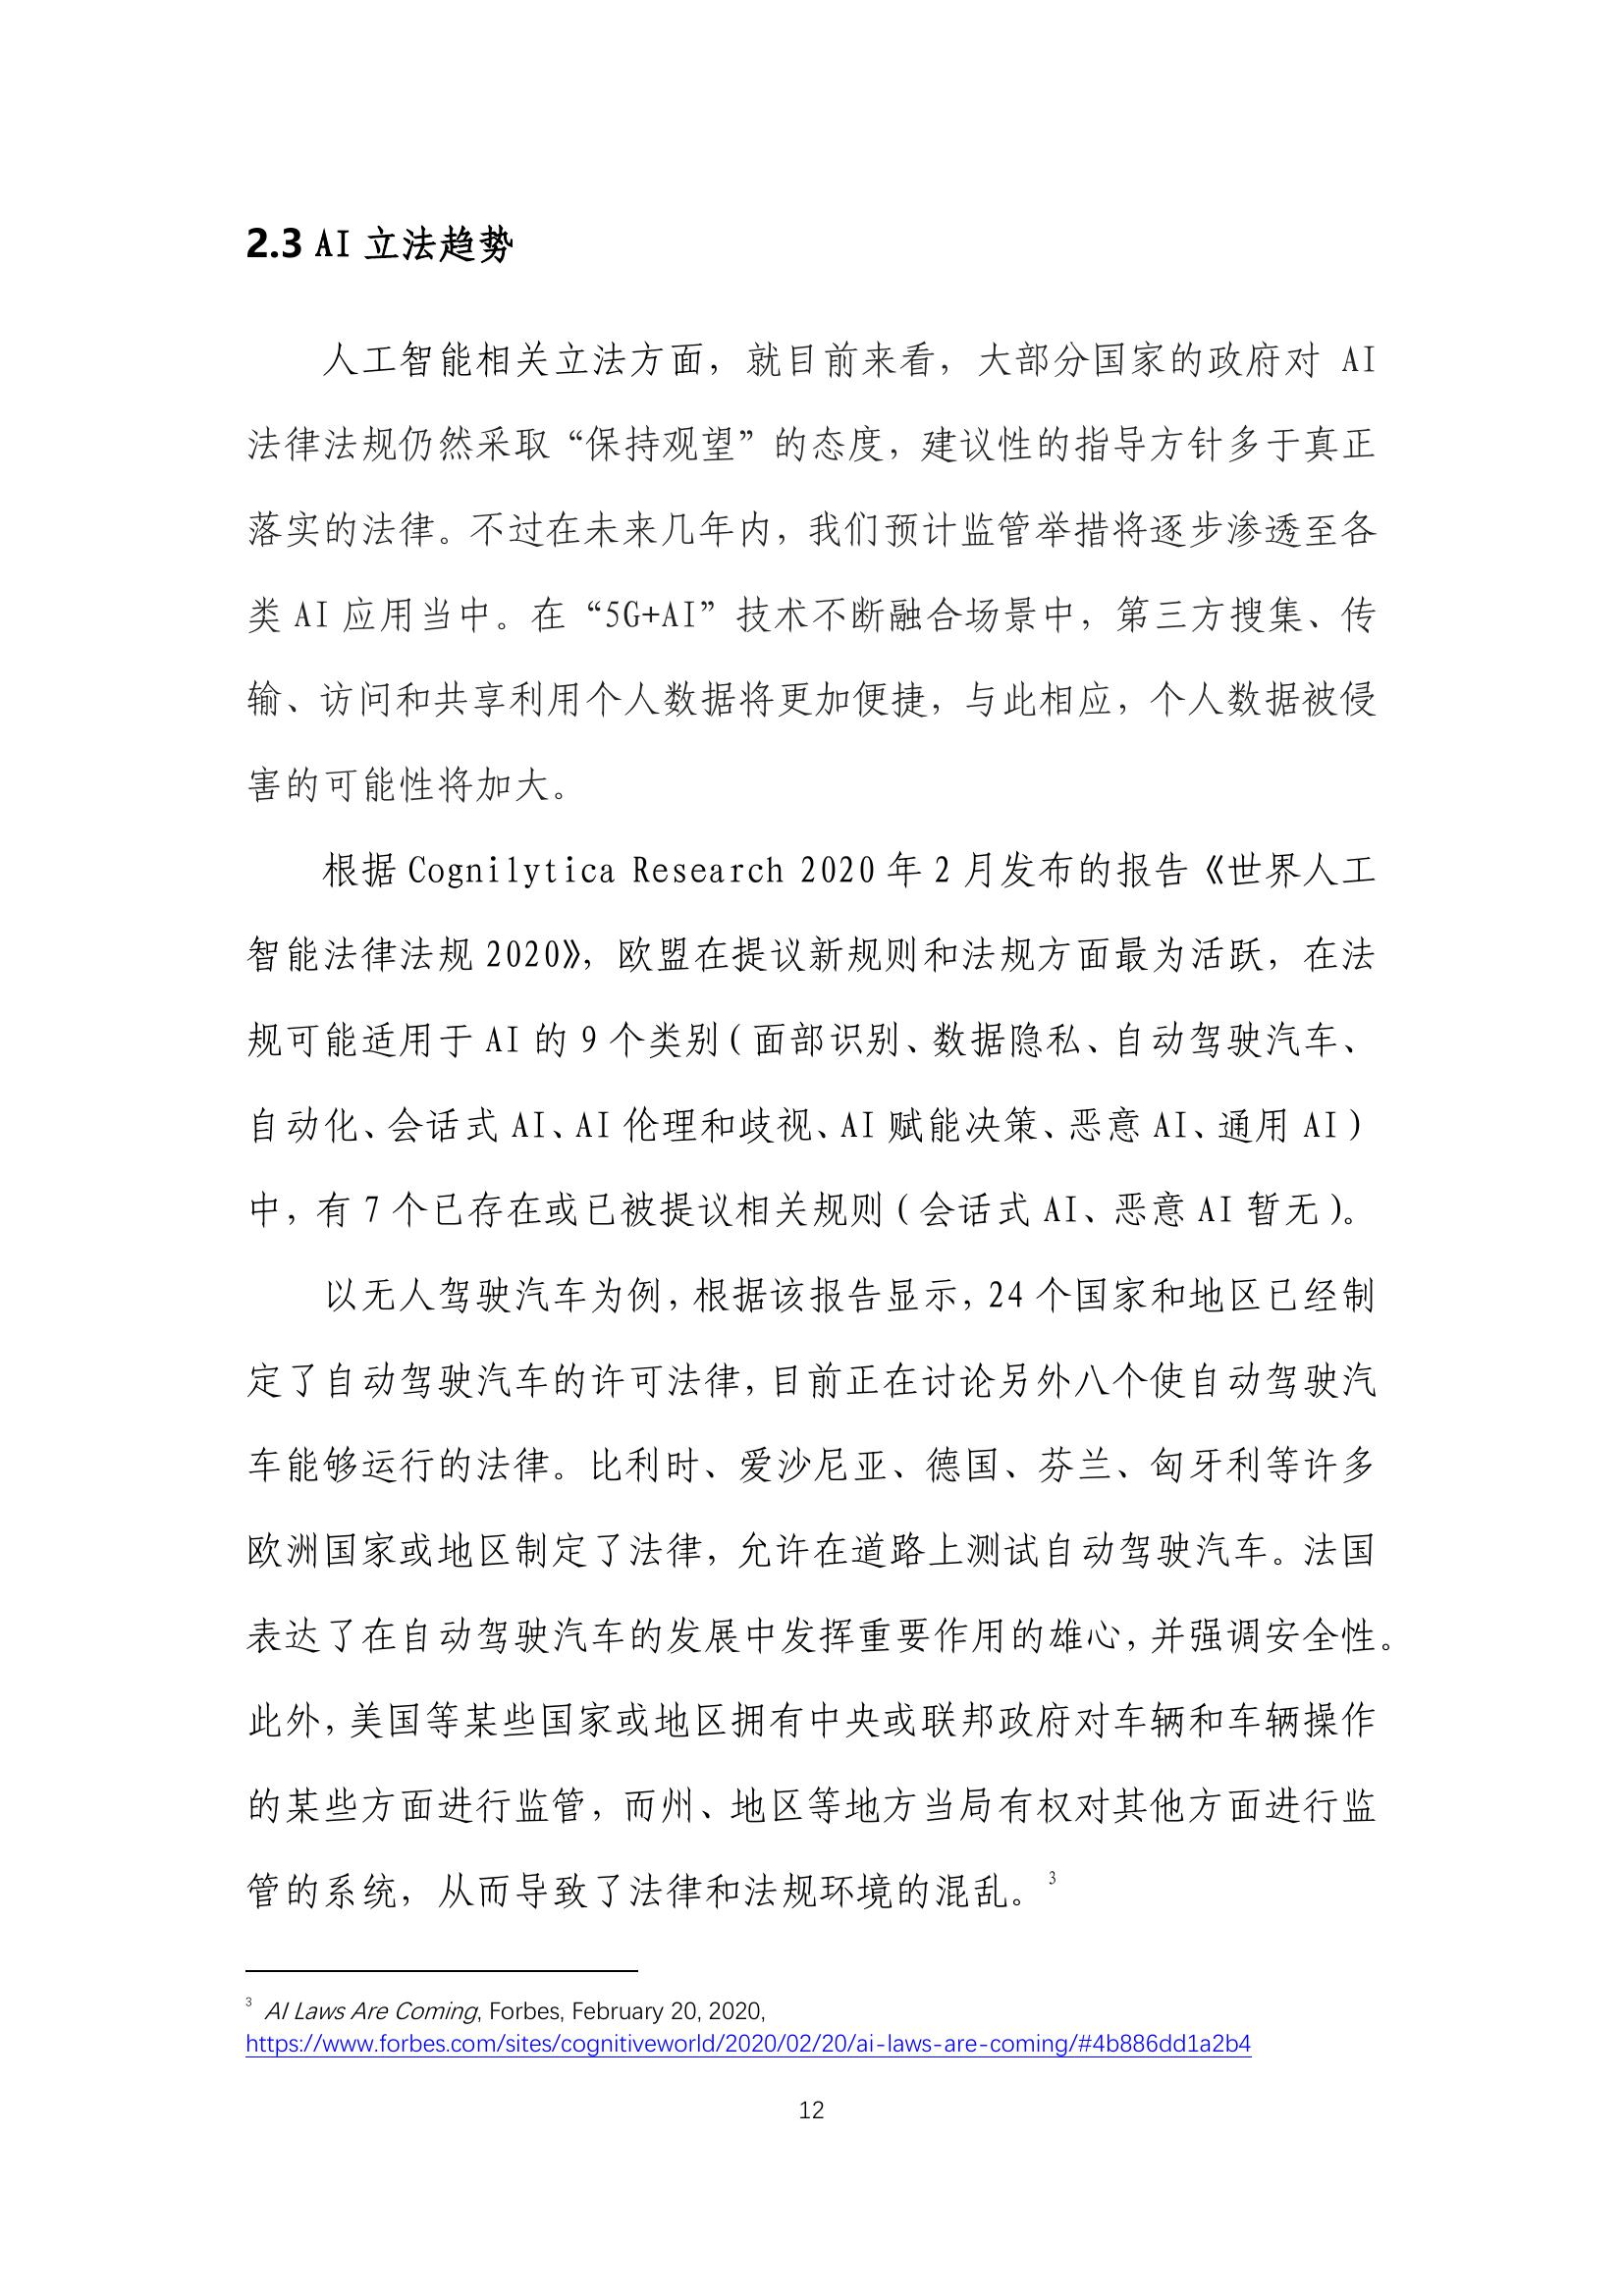 2.3 AI 立法趋势
人工智能相关立法方面，就目前来看，大部分国家的政府对 AI
法律法规仍然采取“保持观望”的态度，建议性的指导方针多于真正
落实的法律。不过在未来几年内，我们预计监管举措将逐步渗透至各
类 AI 应用当中。在“5G+AI”技术不断融合场景中，第三方搜集、传
输、访问和共享利用个人数据将更加便捷，与此相应，个人数据被侵
害的可能性将加大。
根据 Cognilytica Research 2020 年 2 月发布的报告《世界人工
智能法律法规 2020》，欧盟在提议新规则和法规方面最为活跃，在法
规可能适用于 AI 的 9 个类别（面部识别、数据隐私、自动驾驶汽车、
自动化、会话式 AI、AI 伦理和歧视、AI 赋能决策、恶意 AI、通用 AI）
中，有 7 个已存在或已被提议相关规则（会话式 AI、恶意 AI 暂无）。
以无人驾驶汽车为例，根据该报告显示，24 个国家和地区已经制
定了自动驾驶汽车的许可法律，目前正在讨论另外八个使自动驾驶汽
车能够运行的法律。比利时、爱沙尼亚、德国、芬兰、匈牙利等许多
欧洲国家或地区制定了法律，允许在道路上测试自动驾驶汽车。法国
表达了在自动驾驶汽车的发展中发挥重要作用的雄心，并强调安全性。
此外，美国等某些国家或地区拥有中央或联邦政府对车辆和车辆操作
的某些方面进行监管，而州、地区等地方当局有权对其他方面进行监
管的系统，从而导致了法律和法规环境的混乱。3
3 AI Laws Are Coming, Forbes, February 20, 2020,
https://www.forbes.com/sites/cognitiveworld/2020/02/20/ai-laws-are-coming/#4b886dd1a2b4
12